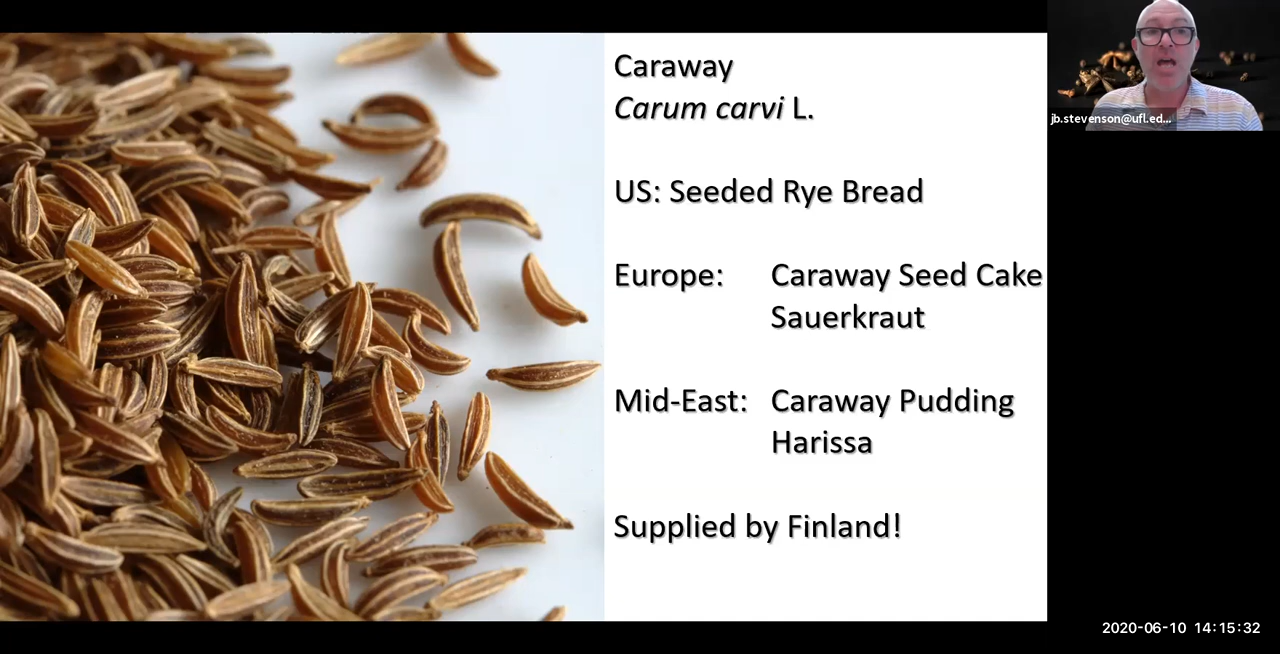 Caraway
Carum carvi L.
US: Seeded Rye Bread
Europe: Caraway Seed Cake
Sauerkraut
Mid-East: Caraway Pudding
Harissa
Supplied by Finland!
jb.stevenson@ufl.ed...
2020-06-10 14:15:32